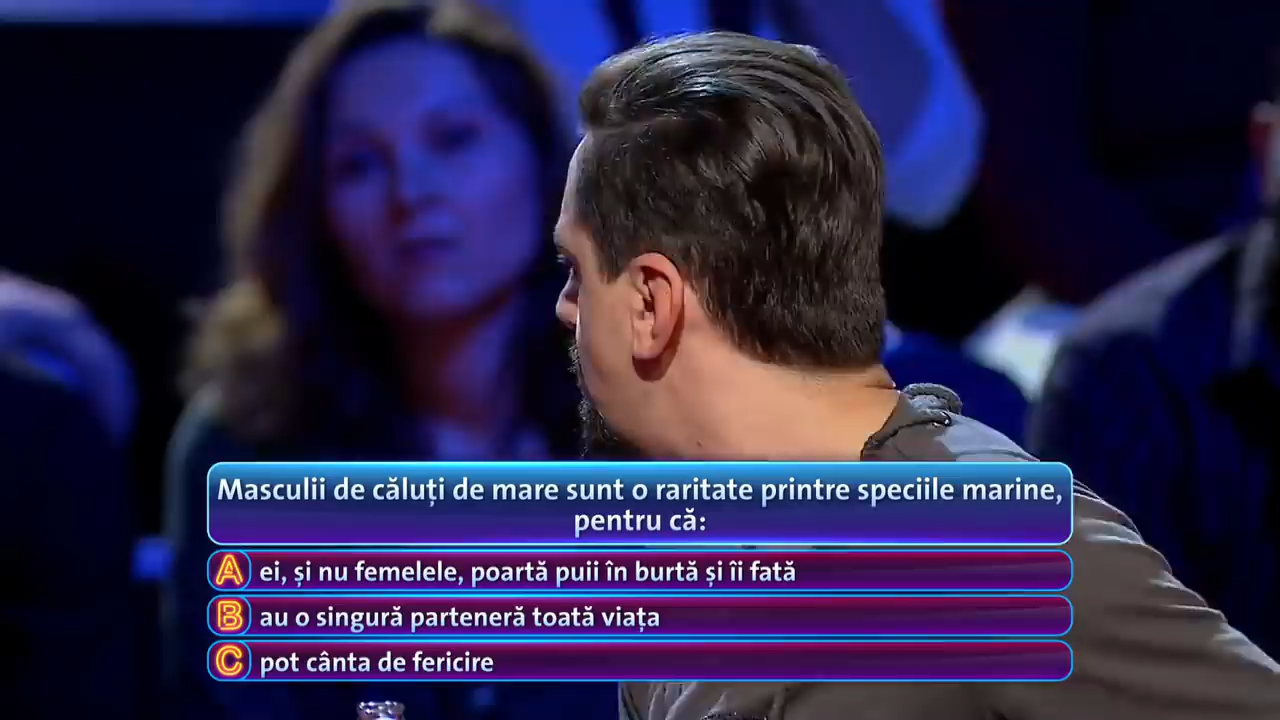 Masculii de căluți de mare sunt o raritate printre speciile marine,
pentru că:
A ei, și nu femelele, poartă puii în burtă și îi fată
B au o singură parteneră toată viața
C pot cânta de fericire